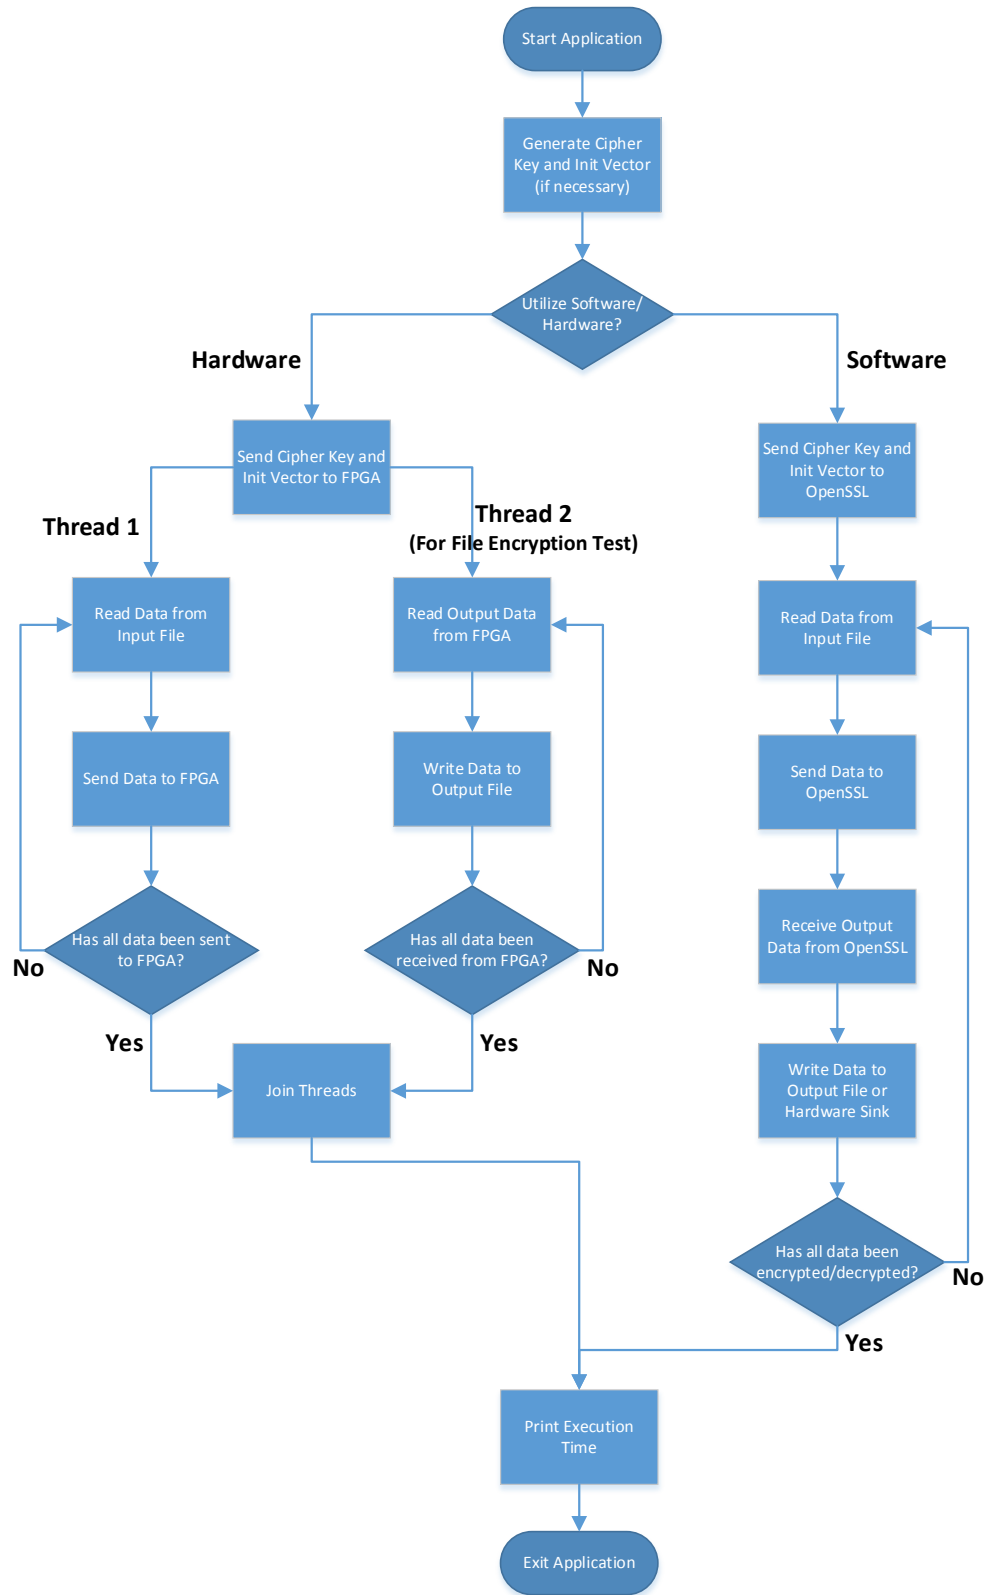 Start Application
Generate Cipher
Key and Init Vector
(if necessary)
Utilize Software/
Hardware?
Hardware
Software
Send Cipher Key and
Init Vector to FPGA
Send Cipher Key and
Init Vector to
OpenSSL
Thread 1
Thread 2
(For File Encryption Test)
Read Data from
Input File
Read Output Data
from FPGA
Read Data from
Input File
Send Data to FPGA
Write Data to
Output File
Send Data to
OpenSSL
Has all data been sent
to FPGA?
No
Has all data been
received from FPGA?
No
Receive Output
Data from OpenSSL
Yes
Yes
Join Threads
Write Data to
Output File or
Hardware Sink
Has all data been
encrypted/decrypted?
No
Yes
Print Execution
Time
Exit Application